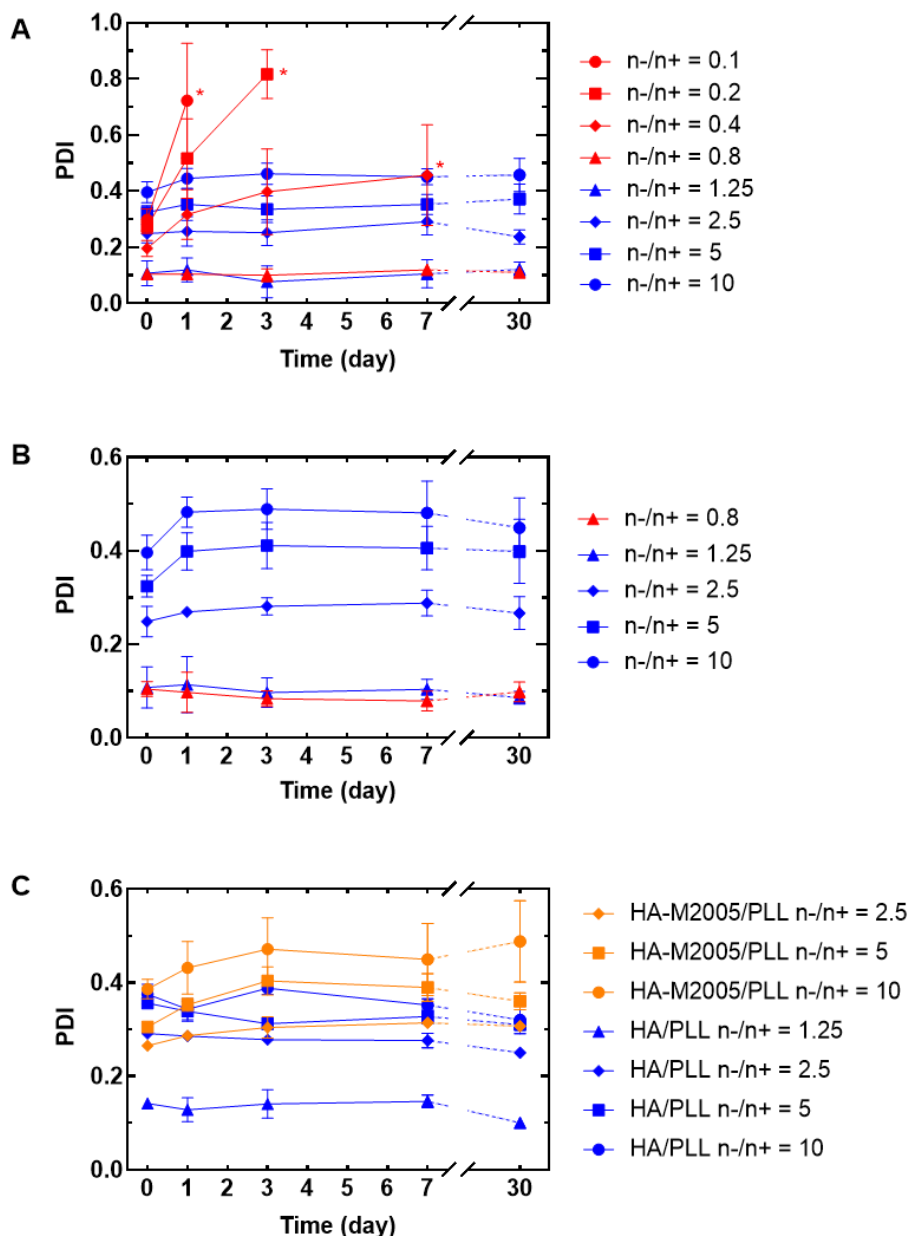 A
PDI
1.0
0.8
0.6
0.4
0.2
0.0
*
*
*
0 1 2 3 4 5 6 7 30
Time (day)
n-/n+ = 0.1
n-/n+ = 0.2
n-/n+ = 0.4
n-/n+ = 0.8
n-/n+ = 1.25
n-/n+ = 2.5
n-/n+ = 5
n-/n+ = 10
B
PDI
0.6
0.4
0.2
0.0
0 1 2 3 4 5 6 7 30
Time (day)
n-/n+ = 0.8
n-/n+ = 1.25
n-/n+ = 2.5
n-/n+ = 5
n-/n+ = 10
C
PDI
0.6
0.4
0.2
0.0
0 1 2 3 4 5 6 7 30
Time (day)
HA-M2005/PLL n-/n+ = 2.5
HA-M2005/PLL n-/n+ = 5
HA-M2005/PLL n-/n+ = 10
HA/PLL n-/n+ = 1.25
HA/PLL n-/n+ = 2.5
HA/PLL n-/n+ = 5
HA/PLL n-/n+ = 10